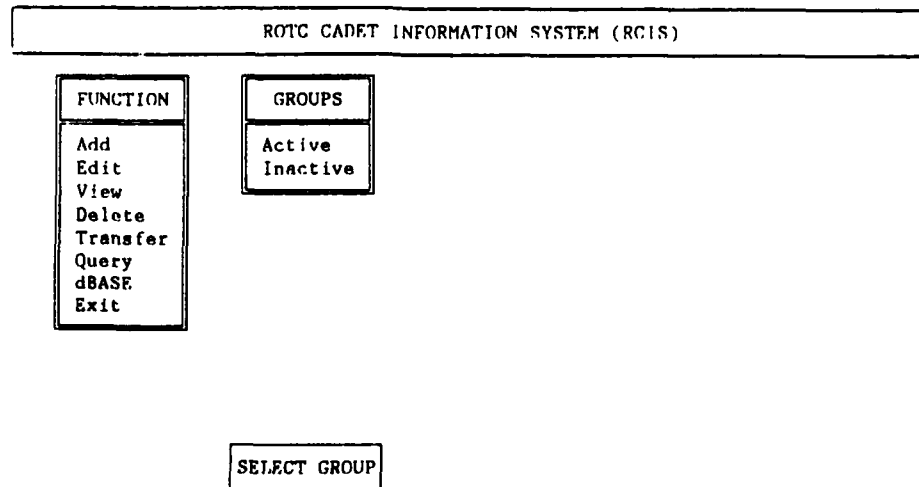 ROTC CADET INFORMATION SYSTEM (RCIS)
FUNCTION
Add
Edit
View
Delete
Transfer
Query
dBASE
Exit
GROUPS
Active
Inactive
SELECT GROUP